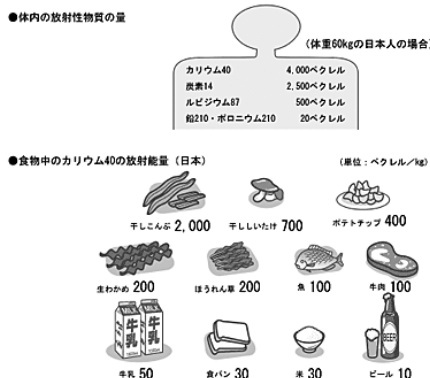 ●体内の放射性物質の量
(体重60kgの日本人の場合)
カリウム40 4,000ベクレル
炭素14 2,500ベクレル
ルビジウム87 500ベクレル
鉛210・ポロニウム210 20ベクレル
●食物中のカリウム40の放射能量(日本)
(単位:ベクレル/kg)
干しこんぶ 2,000 干ししいたけ 700 ポテトチップ 400
生わかめ 200 ほうれん草 200 魚 100 牛肉 100
牛乳 牛乳 BEER
牛乳 50 食パン 30 米 30 ビール 10